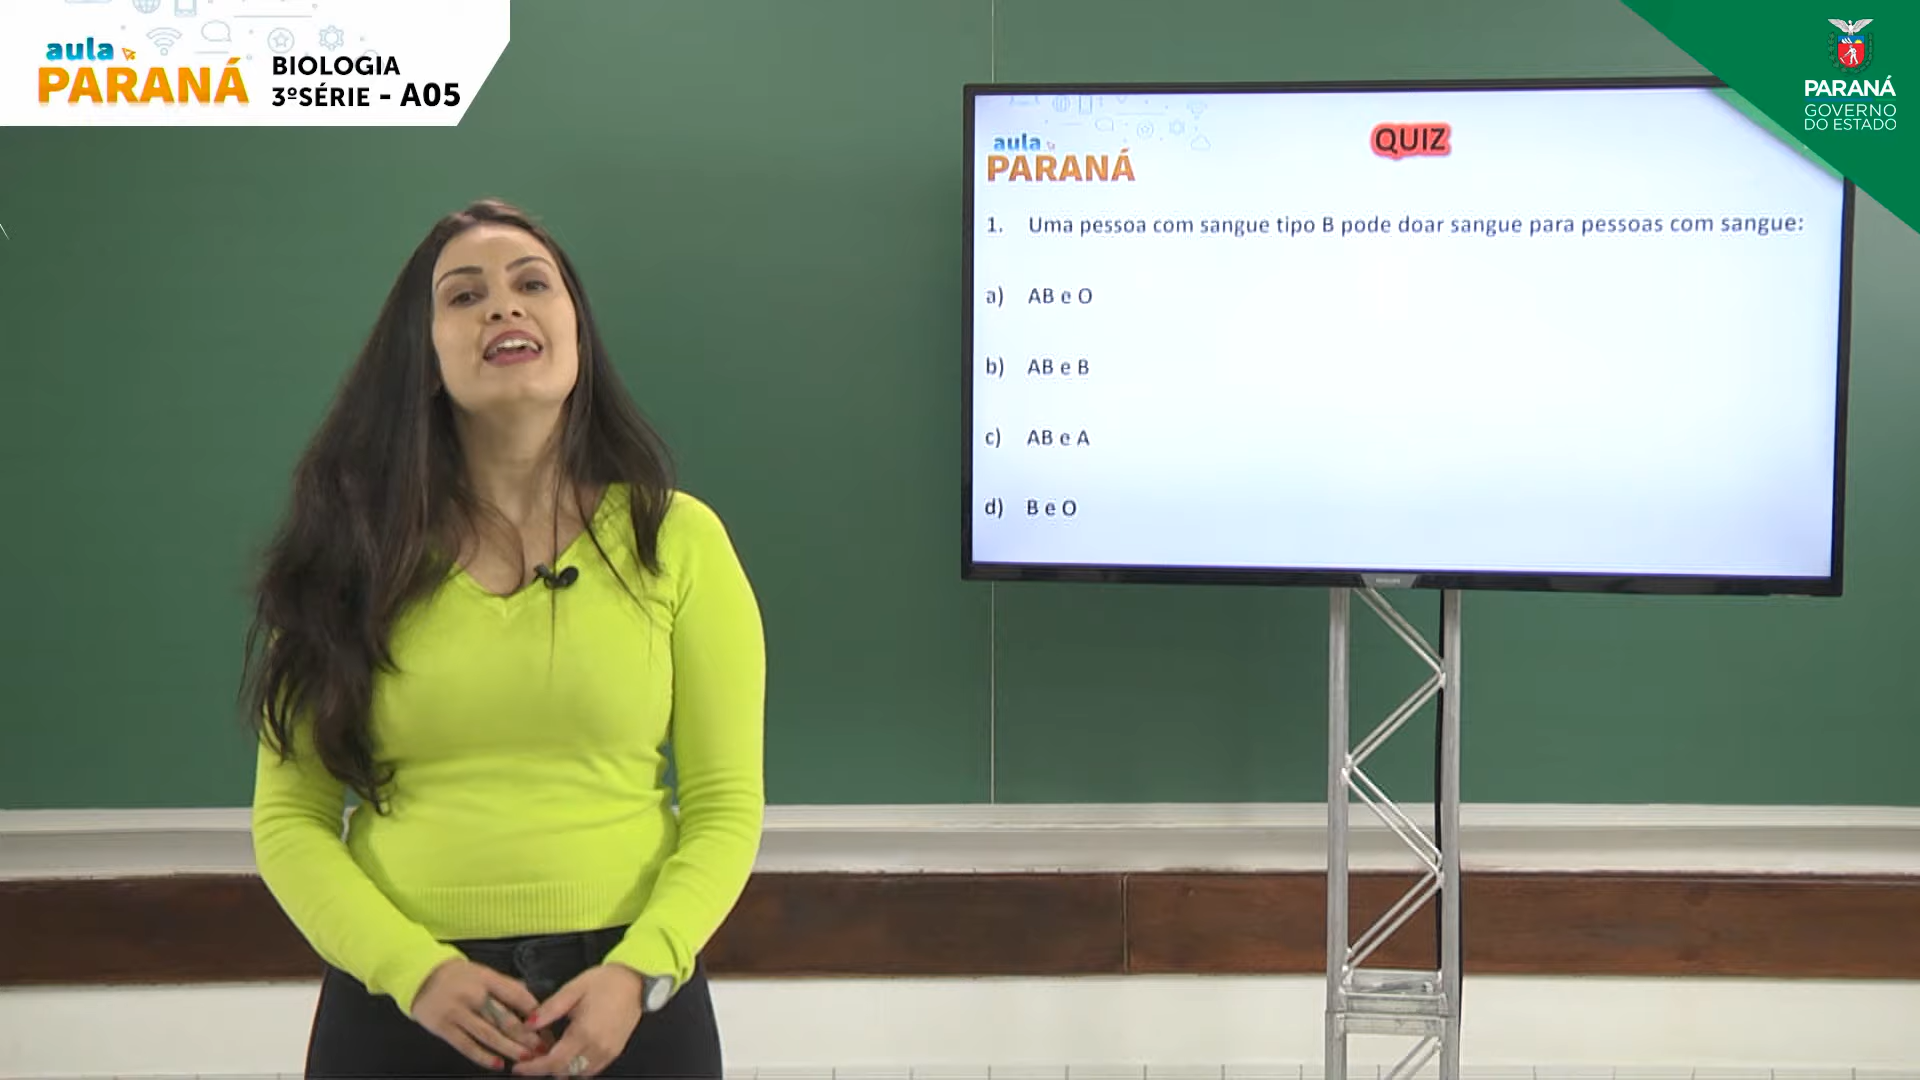 aula
PARANÁ
BIOLOGIA
3ºSÉRIE - A05
PARANÁ
GOVERNO
DO ESTADO
aula
PARANÁ
QUIZ
1. Uma pessoa com sangue tipo B pode doar sangue para pessoas com sangue:
a) AB e O
b) AB e B
c) AB e A
d) B e O